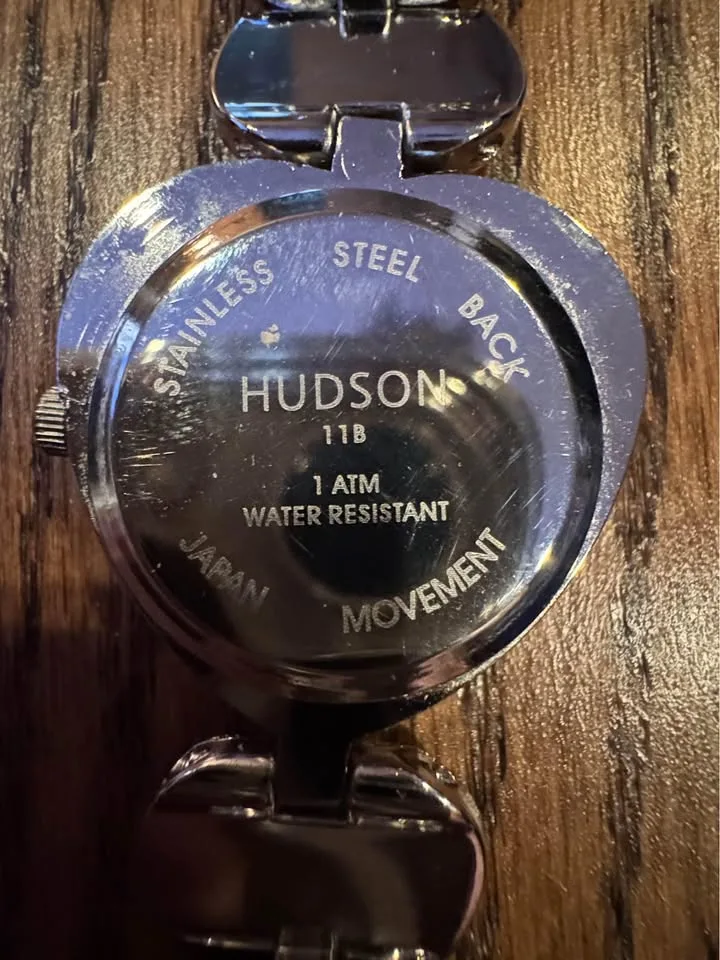 STAINLESS STEEL BACK
HUDSON
11B
1 ATM
WATER RESISTANT
JAPAN MOVEMENT